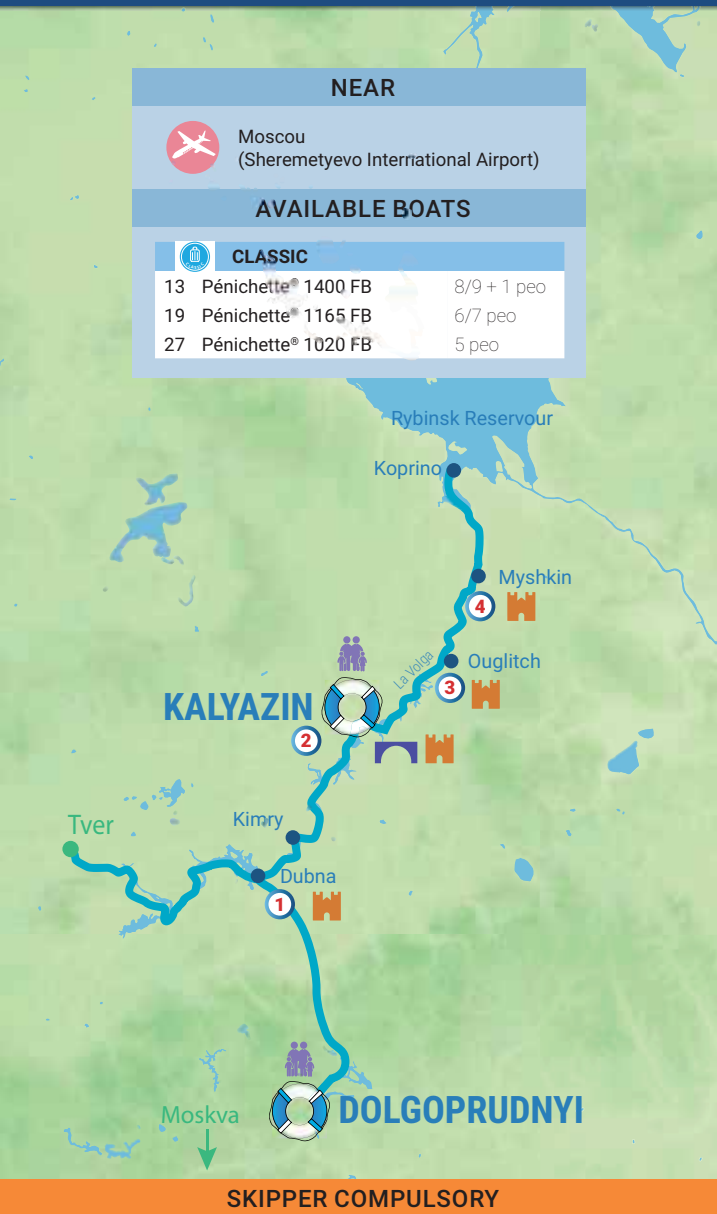 NEAR
Moscou
(Sheremetyevo International Airport)
AVAILABLE BOATS
CLASSIC
13 Pénichette® 1400 FB 8/9 + 1 peo
19 Pénichette® 1165 FB 6/7 peo
27 Pénichette® 1020 FB 5 peo
Rybinsk Reservour
Koprino
Myshkin
4
La Volga
Ouglitch
3
KALYAZIN
2
Kimry
Tver
Dubna
1
DOLGOPRUDNYI
Moskva
SKIPPER COMPULSORY